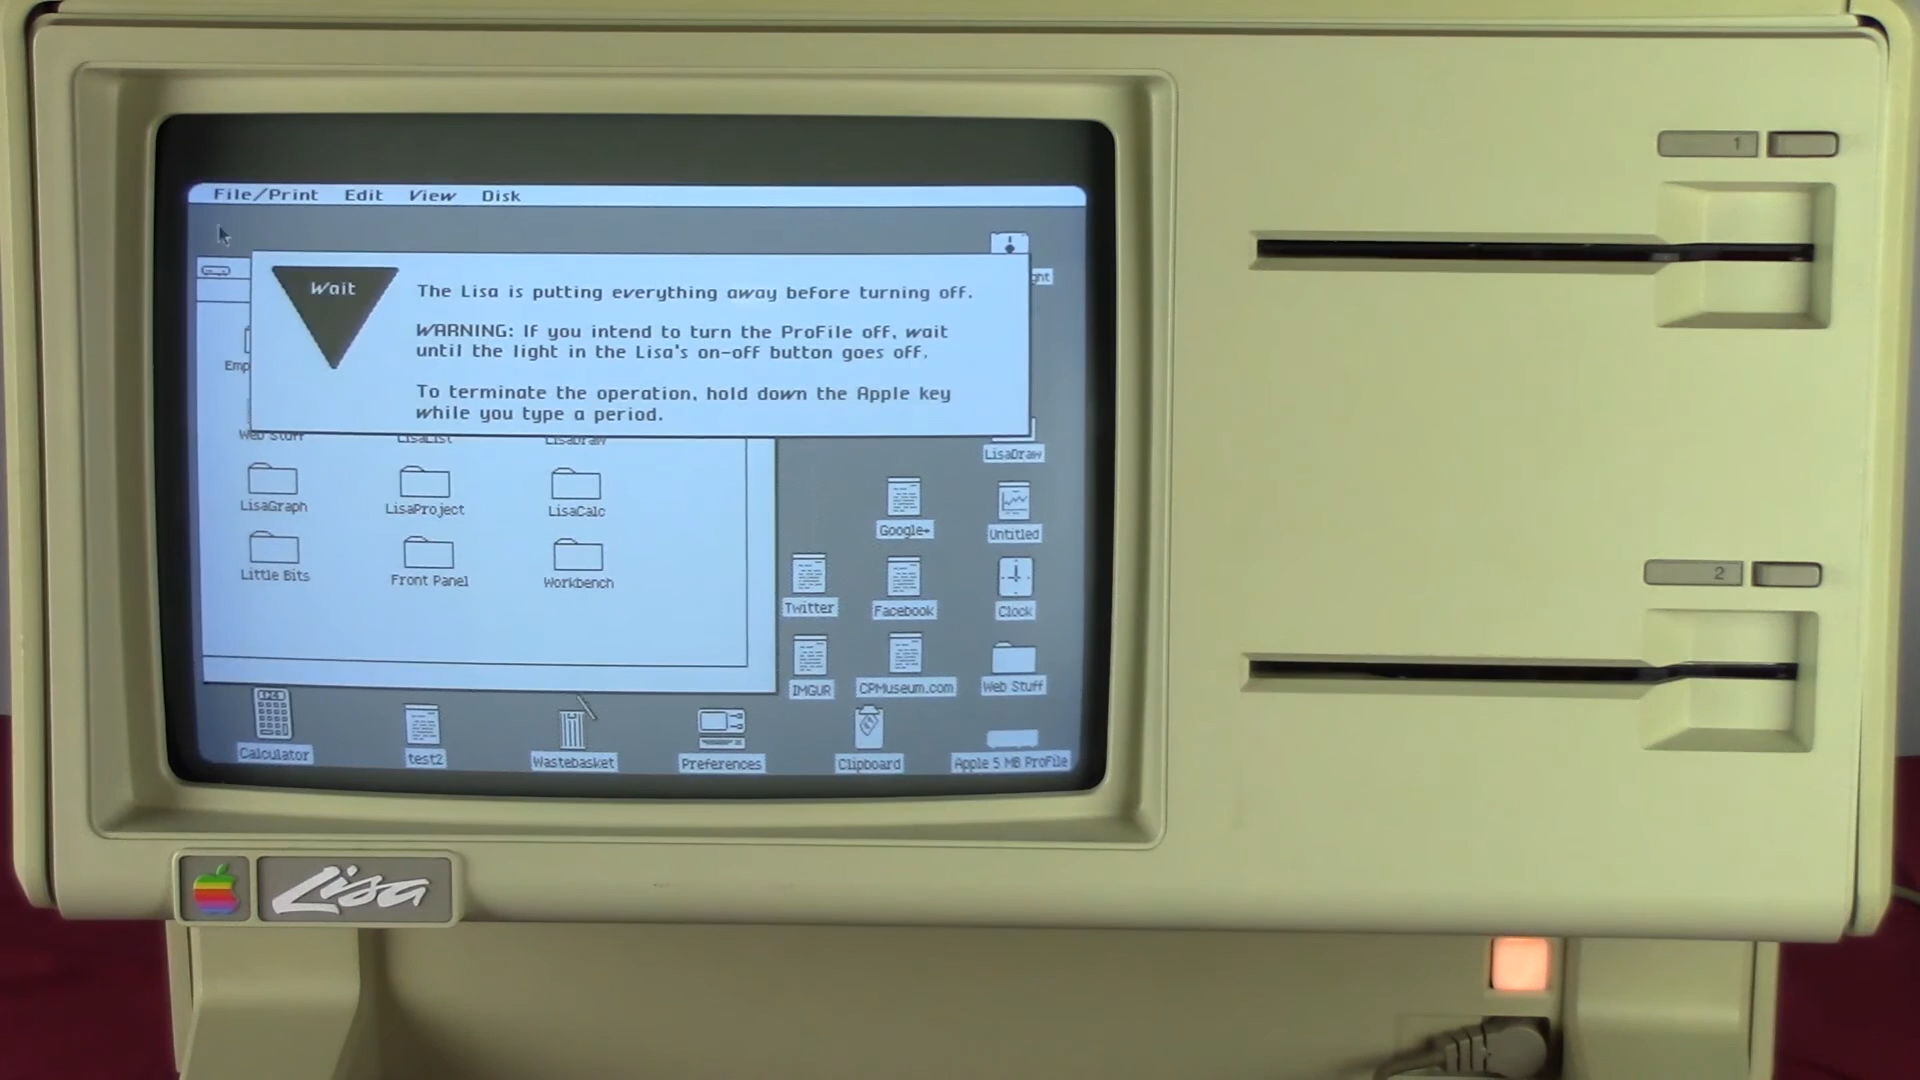 1
File/Print Edit View Disk
Wait
The Lisa is putting everything away before turning off.
WARNING: If you intend to turn the ProFile off, wait
until the light in the Lisa's on-off button goes off.
To terminate the operation, hold down the Apple key
while you type a period.
Web Stuff LisaList LisaDraw
LisaDraw
LisaGraph LisaProject LisaCalc
Google+ Untitled
Little Bits Front Panel Workbench
2
Twitter Facebook Clock
IMGUR CPMuseum.com Web Stuff
Calculator test2 Wastebasket Preferences Clipboard Apple 5 MB ProFile
Lisa